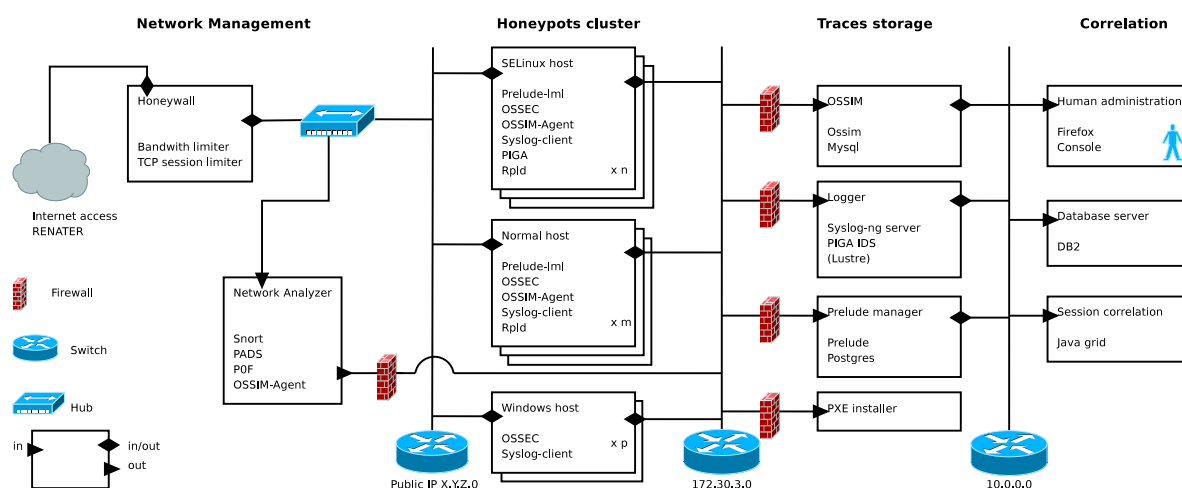 Network Management
Honeypots cluster
Traces storage
Correlation
Honeywall
Bandwith limiter
TCP session limiter
Internet access
RENATER
Firewall
Switch
Hub
in
in/out
out
Network Analyzer
Snort
PADS
P0F
OSSIM-Agent
SELinux host
Prelude-lml
OSSEC
OSSIM-Agent
Syslog-client
PIGA
Rpld
x n
Normal host
Prelude-lml
OSSEC
OSSIM-Agent
Syslog-client
Rpld
x m
Windows host
OSSEC
Syslog-client
x p
Public IP X.Y.Z.0
172.30.3.0
OSSIM
Ossim
Mysql
Logger
Syslog-ng server
PIGA IDS
(Lustre)
Prelude manager
Prelude
Postgres
PXE installer
Human administration
Firefox
Console
Database server
DB2
Session correlation
Java grid
10.0.0.0